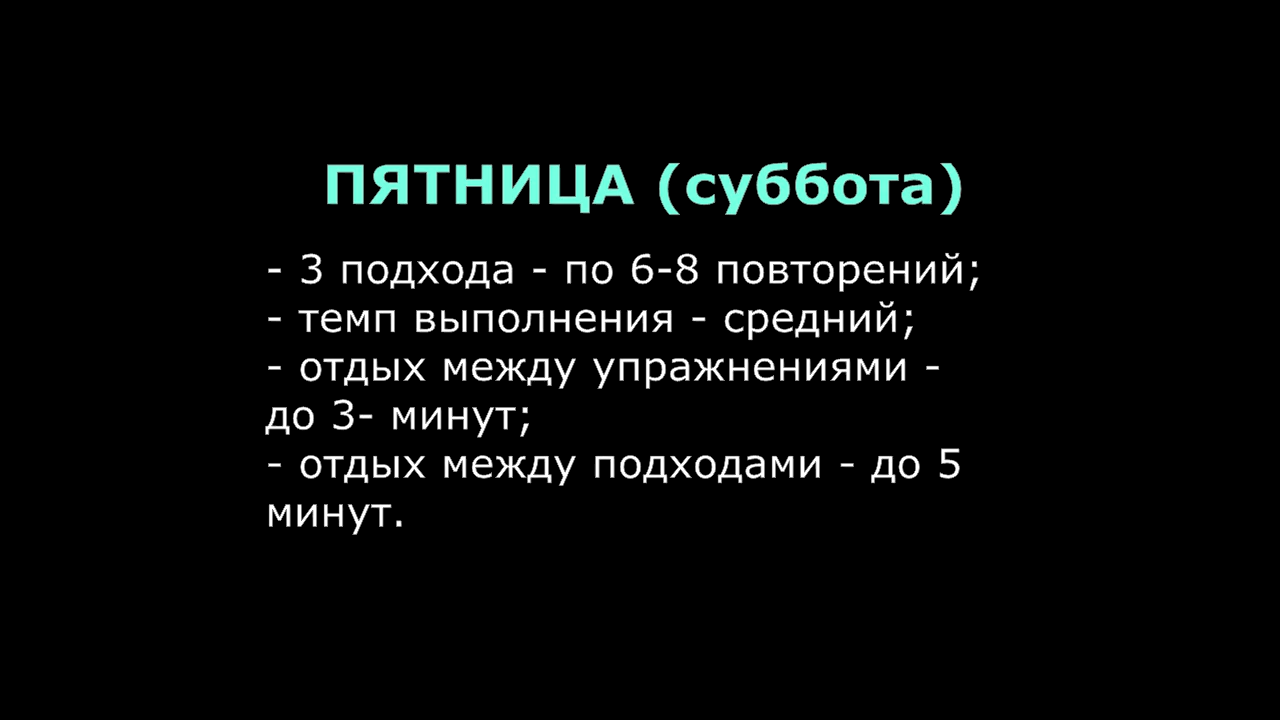 ПЯТНИЦА (суббота)
- 3 подхода - по 6-8 повторений;
- темп выполнения - средний;
- отдых между упражнениями -
до 3- минут;
- отдых между подходами - до 5
минут.